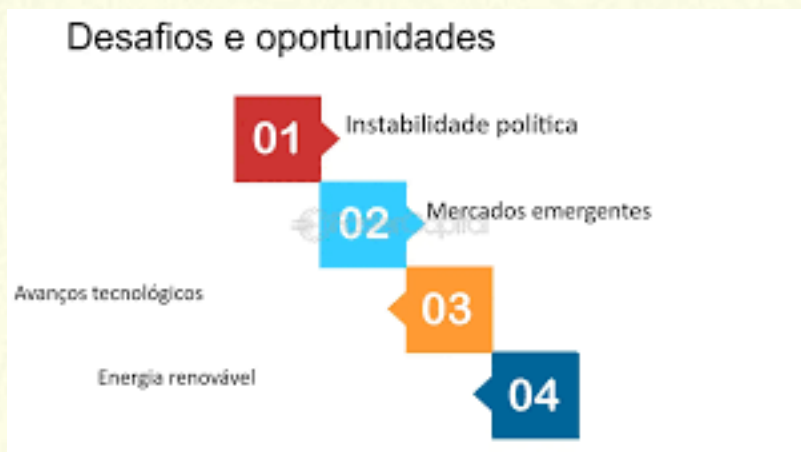 Desafios e oportunidades
01
Instabilidade política
02
Mercados emergentes
Avanços tecnológicos
03
Energia renovável
04